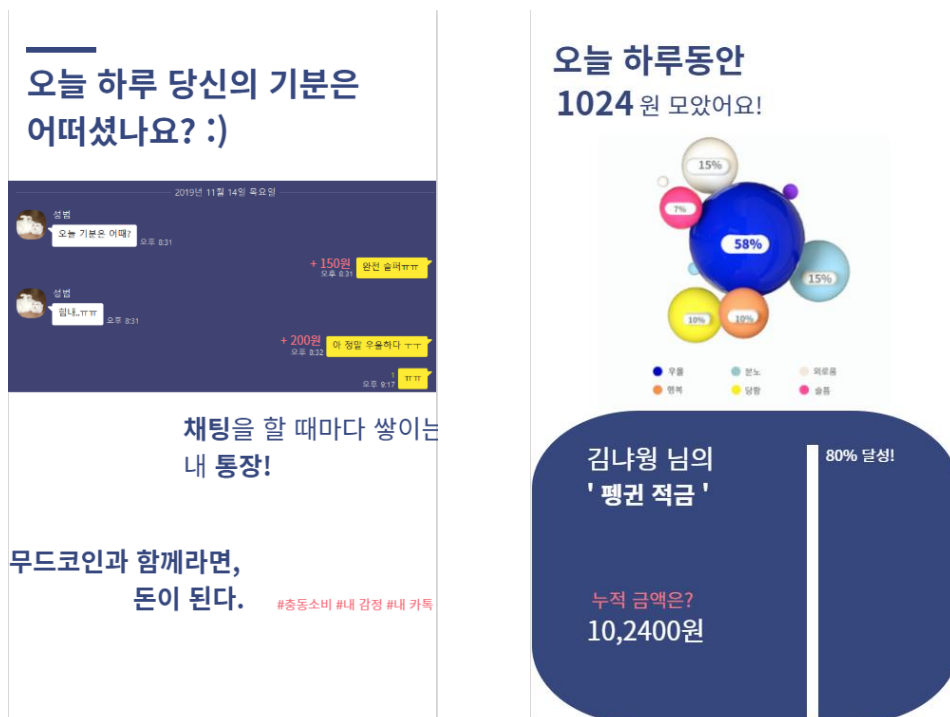 오늘 하루 당신의 기분은
어떠셨나요? :)
2019년 11월 14일 목요일
성범
오늘 기분은 어때?
오후 8:31
+ 150원
오후 8:31
완전 슬퍼ㅠㅠ
성범
힘내..ㅠㅠ
오후 8:31
+ 200원
오후 8:32
아 정말 우울하다 ㅜㅜ
1
오후 9:17
ㅠㅠ
채팅을 할 때마다 쌓이는
내 통장!
무드코인과 함께라면,
돈이 된다.
#충동소비 #내 감정 #내 카톡
오늘 하루동안
1024 원 모았어요!
15%
7%
58%
15%
10%
10%
우울
분노
외로움
행복
당황
슬픔
김냐웡 님의
' 펭귄 적금 '
80% 달성!
누적 금액은?
10,2400원